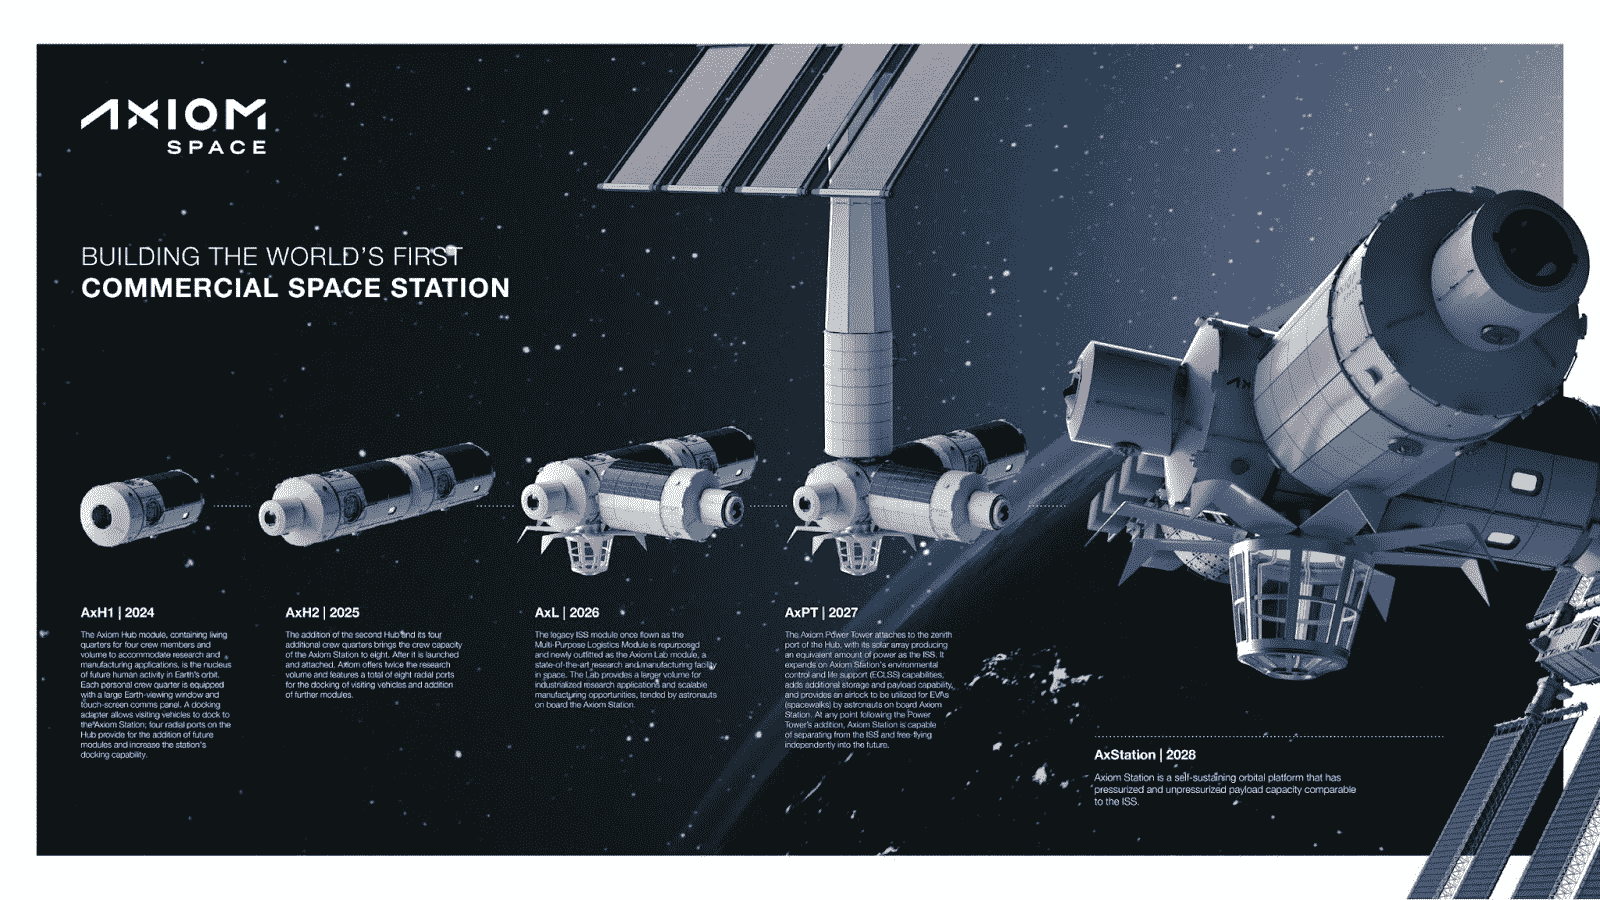 AXIOM
SPACE
BUILDING THE WORLD'S FIRST
COMMERCIAL SPACE STATION
AxH1 | 2024
The Axiom Hub module, containing living
quarters for four crew members and
volume to accommodate research and
manufacturing applications, is the nucleus
of future human activity in Earth's orbit.
Each personal crew quarter is equipped
with a large Earth-viewing window and
touch-screen comms panel. A docking
adapter allows visiting vehicles to dock to
the Axiom Station; four radial ports on the
Hub provide for the addition of future
modules and increase the station's
docking capability.
AxH2 | 2025
The addition of the second Hub and its four
additional crew quarters brings the crew capacity
of the Axiom Station to eight. After it is launched
and attached, Axiom offers twice the research
volume and features a total of eight radial ports
for the docking of visiting vehicles and addition
of further modules.
AxL | 2026
The legacy ISS module once flown as the
Multi-Purpose Logistics Module is repurposed
and newly outfitted as the Axiom Lab module, a
state-of-the-art research and manufacturing facility
in space. The Lab provides a larger volume for
industrialized research applications and scalable
manufacturing opportunities, tended by astronauts
on board the Axiom Station.
AxPT | 2027
The Axiom Power Tower attaches to the zenith
port of the Hub, with its solar array producing
an equivalent amount of power as the ISS. It
expands on Axiom Station's environmental
control and life support (ECLSS) capabilities,
adds additional storage and payload capacity,
and provides an airlock to be utilized for EVAs
(spacewalks) by astronauts on board Axiom
Station. At any point following the Power
Tower's addition, Axiom Station is capable
of separating from the ISS and free-flying
independently into the future.
AxStation | 2028
Axiom Station is a self-sustaining orbital platform that has
pressurized and unpressurized payload capacity comparable
to the ISS.